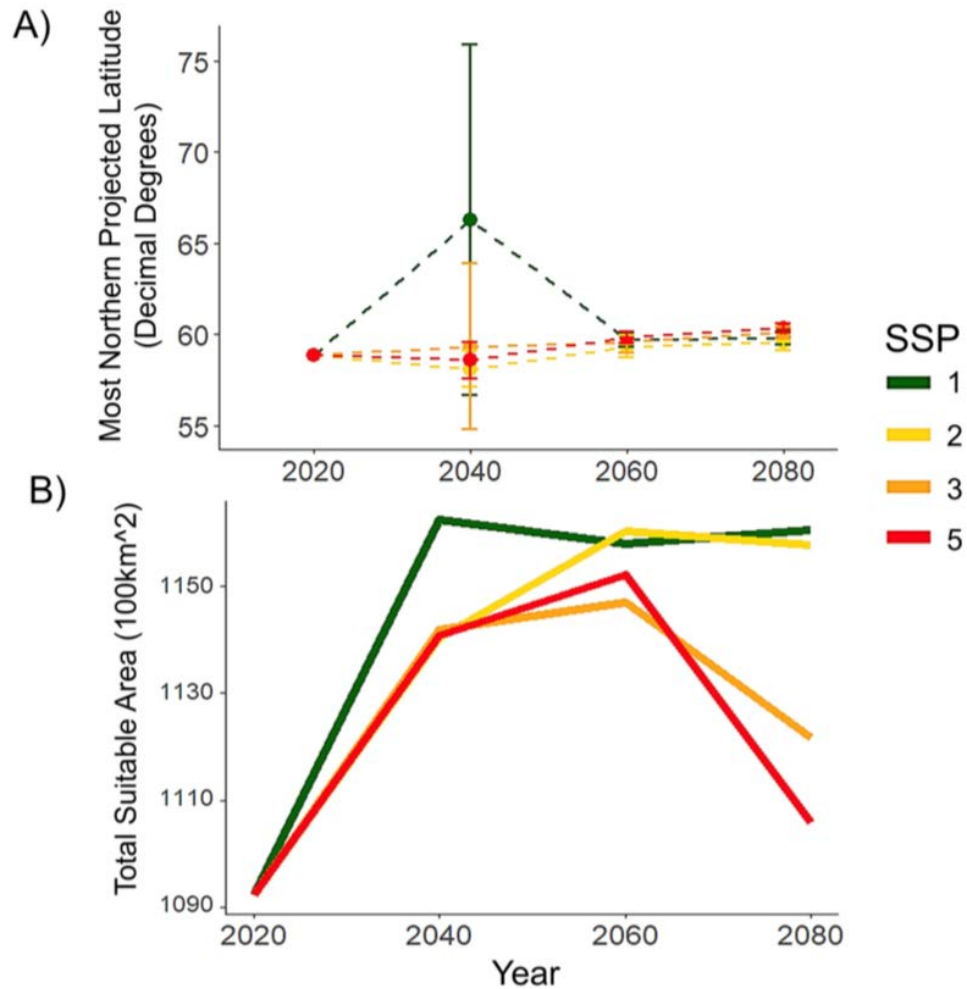 A)
Most Northern Projected Latitude
(Decimal Degrees)
75
70
65
60
55
2020 2040 2060 2080
SSP
1
2
3
5
B)
Total Suitable Area (100km^2)
1150
1130
1110
1090
2020 2040 2060 2080
Year